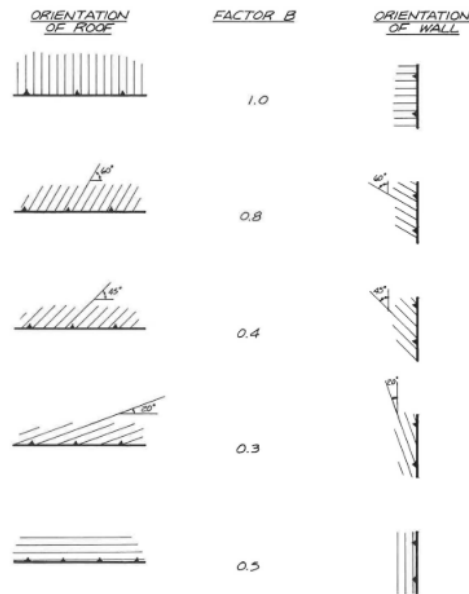 ORIENTATION
OF ROOF
FACTOR B
ORIENTATION
OF WALL
1.0
60°
0.8
60°
45°
0.4
45°
20°
0.3
20°
0.5